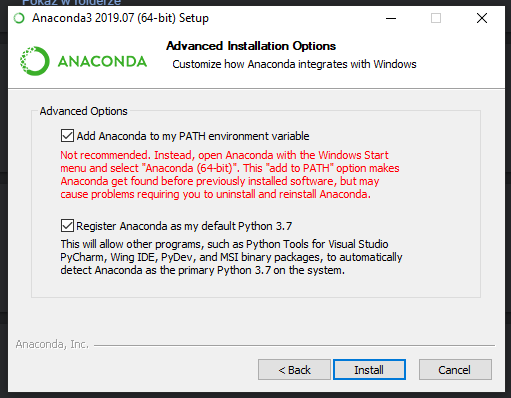 Pokaż w folderze
Anaconda3 2019.07 (64-bit) Setup
Advanced Installation Options
Customize how Anaconda integrates with Windows
ANACONDA
Advanced Options
Add Anaconda to my PATH environment variable
Not recommended. Instead, open Anaconda with the Windows Start
menu and select "Anaconda (64-bit)". This "add to PATH" option makes
Anaconda get found before previously installed software, but may
cause problems requiring you to uninstall and reinstall Anaconda.
Register Anaconda as my default Python 3.7
This will allow other programs, such as Python Tools for Visual Studio
PyCharm, Wing IDE, PyDev, and MSI binary packages, to automatically
detect Anaconda as the primary Python 3.7 on the system.
Anaconda, Inc.
< Back
Install
Cancel